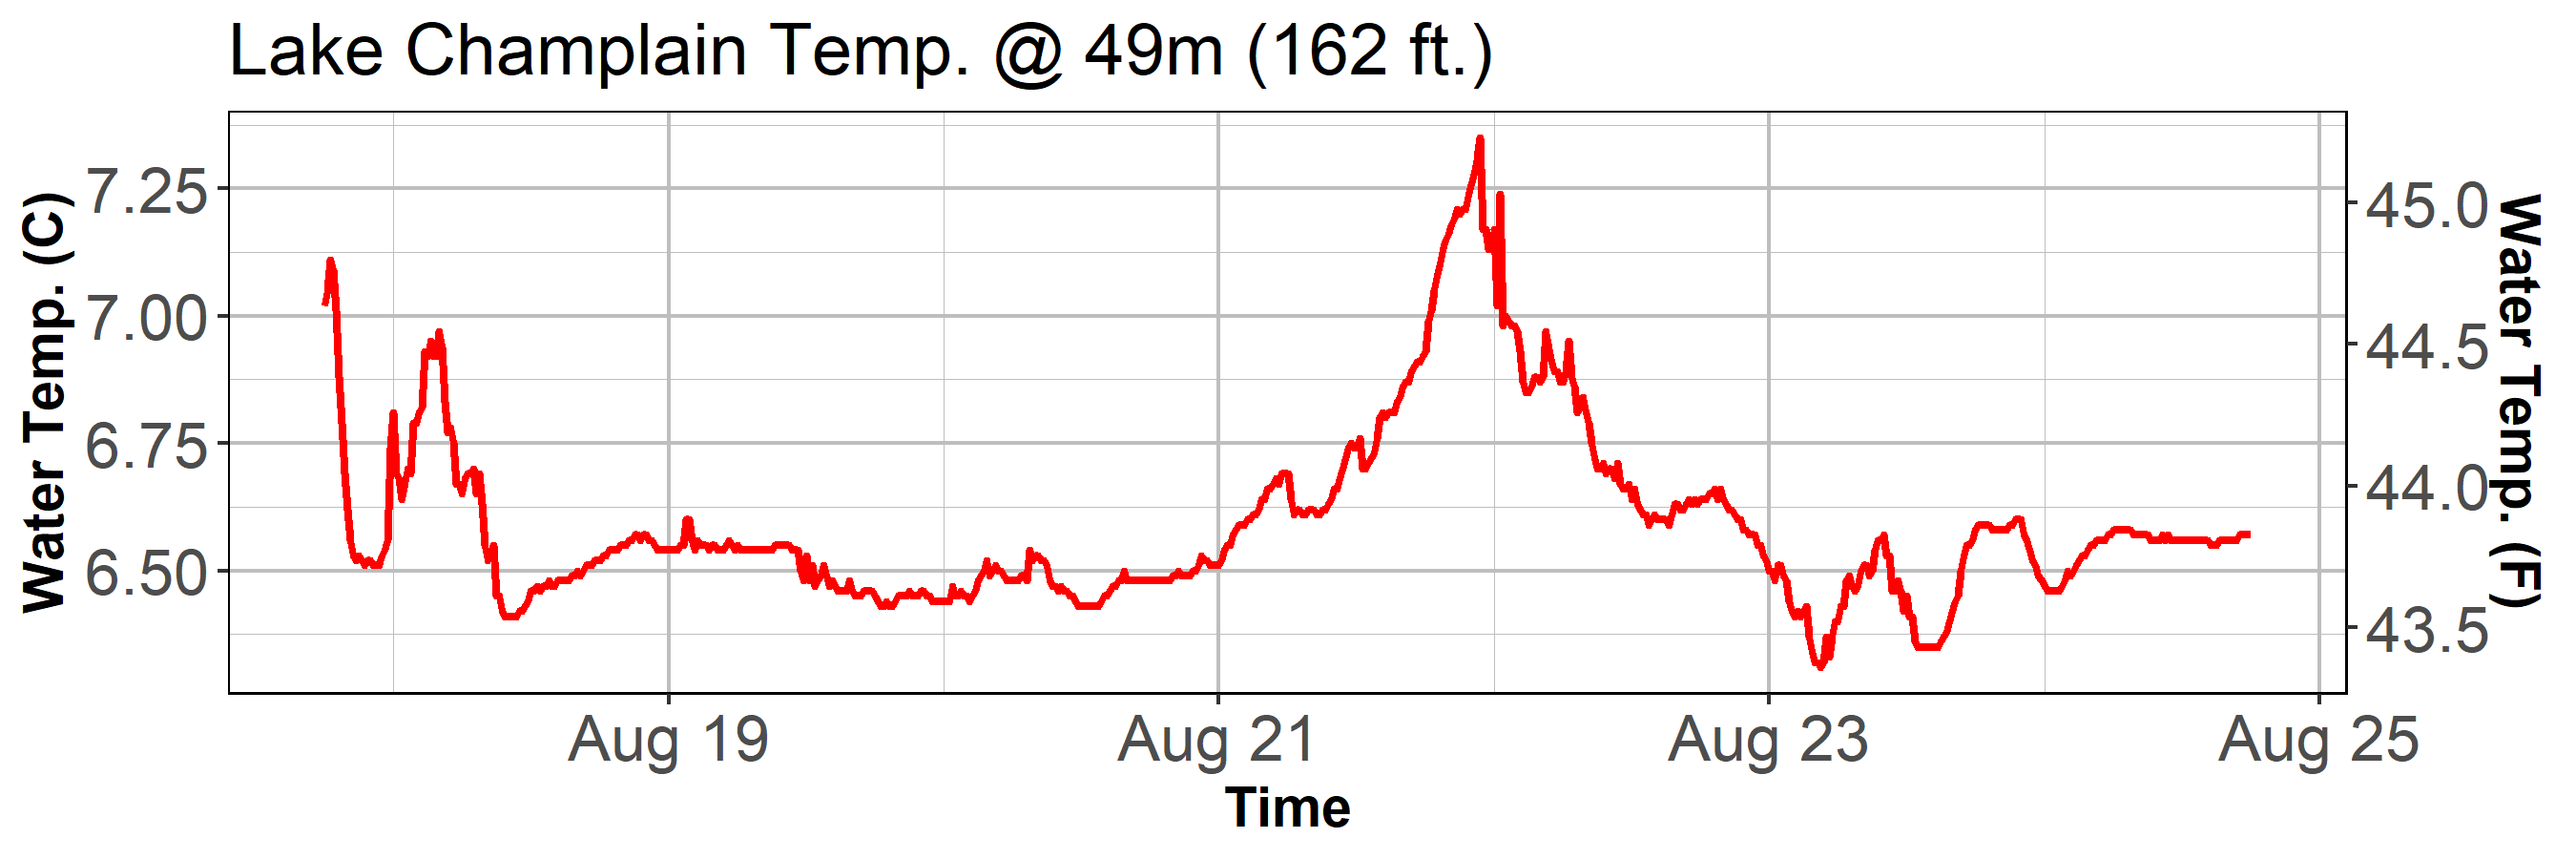 Lake Champlain Temp. @ 49m (162 ft.)
Water Temp. (C)
7.25
7.00
6.75
6.50
45.0
44.5
44.0
43.5
Water Temp. (F)
Aug 19
Aug 21
Aug 23
Aug 25
Time